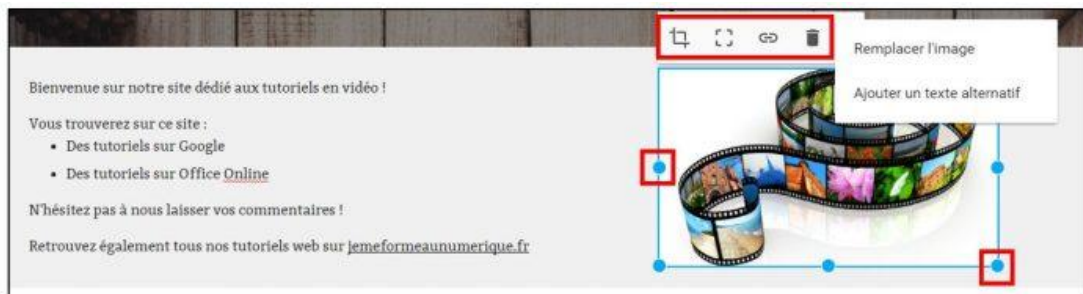 Remplacer l'image
Ajouter un texte alternatif
Bienvenue sur notre site dédié aux tutoriels en vidéo !
Vous trouverez sur ce site :
• Des tutoriels sur Google
• Des tutoriels sur Office Online
N'hésitez pas à nous laisser vos commentaires !
Retrouvez également tous nos tutoriels web sur jemeformeaunumerique.fr